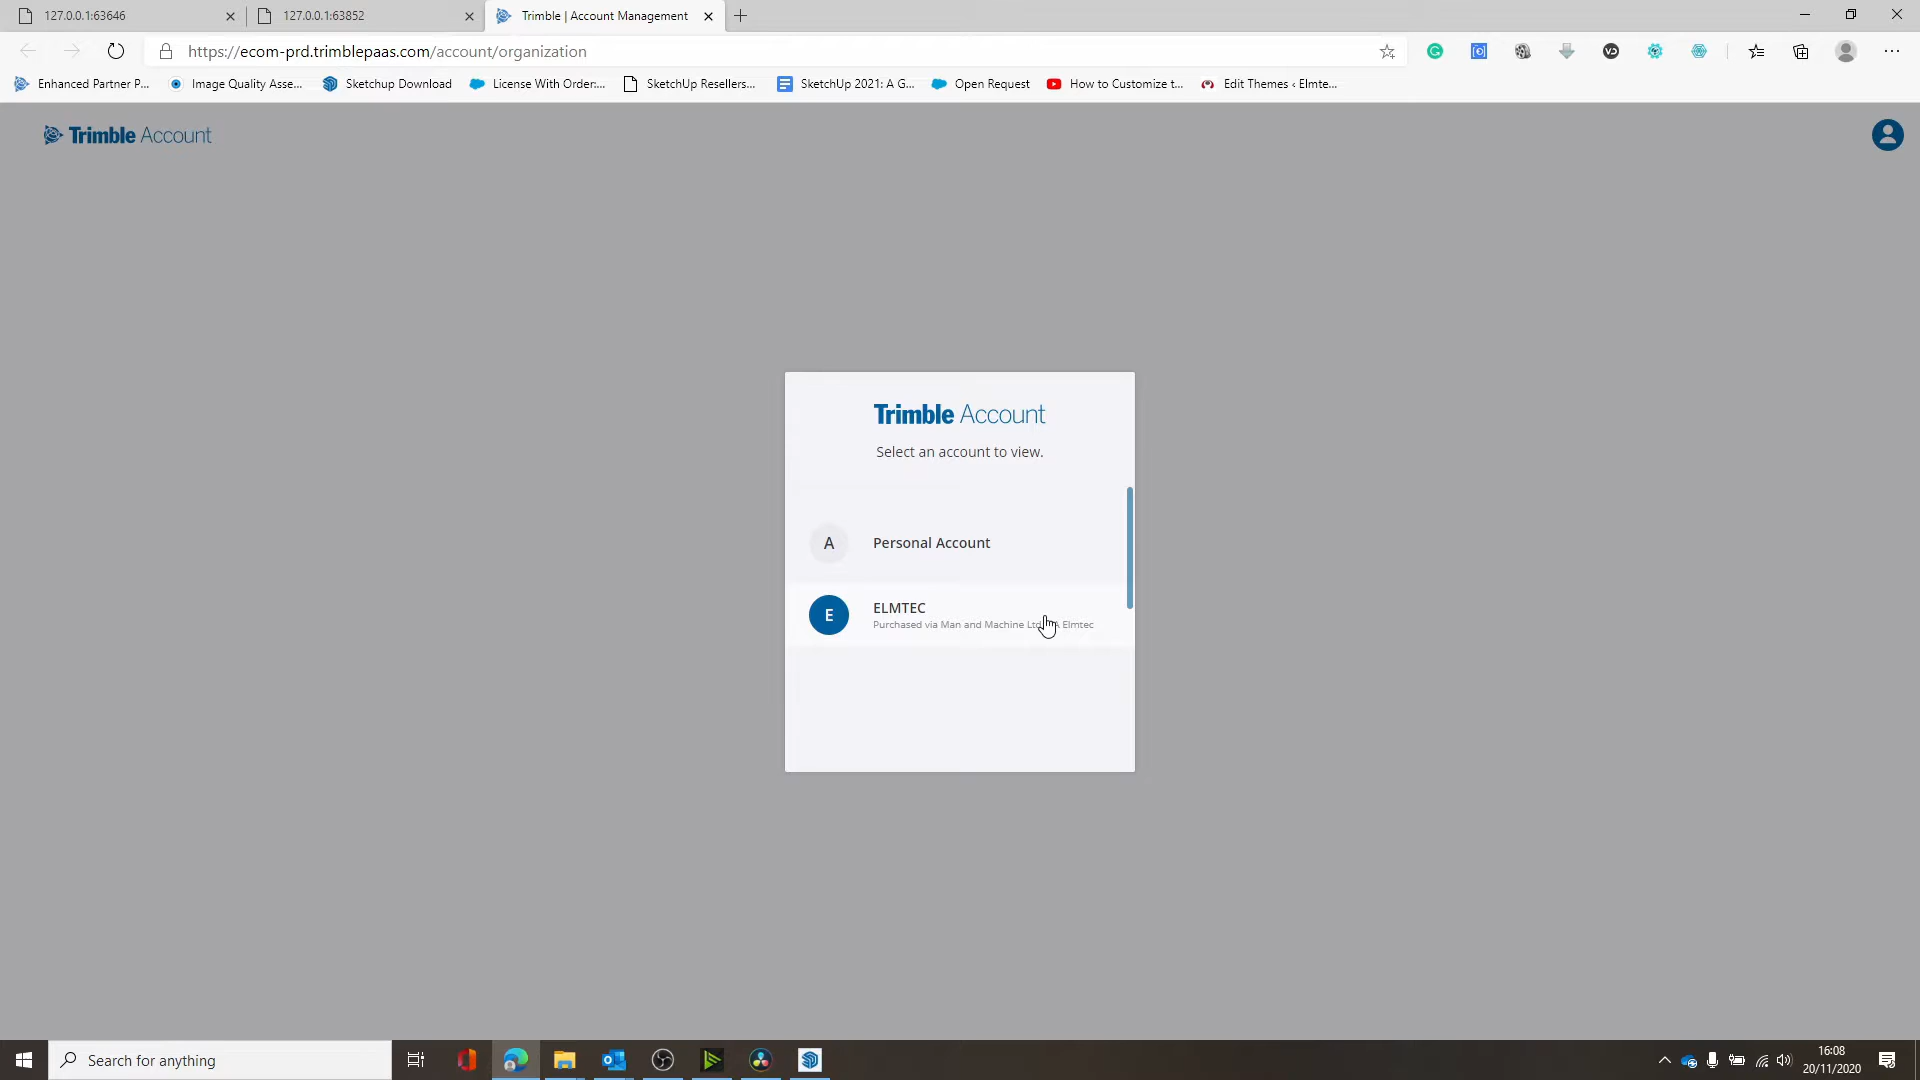 127.0.0.1:63646
127.0.0.1:63852
Trimble | Account Management
https://ecom-prd.trimblepaas.com/account/organization
Enhanced Partner P...
Image Quality Asse...
Sketchup Download
License With Order:...
SketchUp Resellers...
SketchUp 2021: A G...
Open Request
How to Customize t...
Edit Themes ‹ Elmte...
Trimble Account
Trimble Account
Select an account to view.
A
Personal Account
E
ELMTEC
Purchased via Man and Machine Ltd Elmtec
Search for anything
16:08
20/11/2020